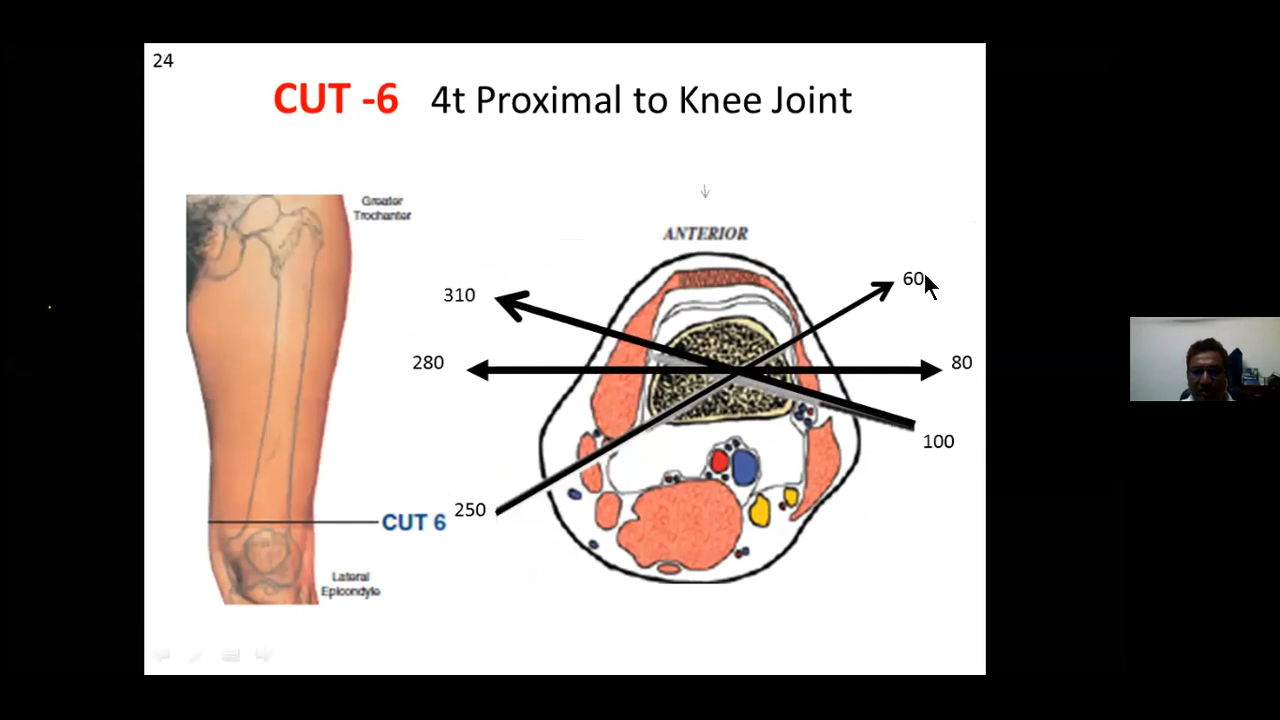 24
CUT -6 4t Proximal to Knee Joint
Greater
Trochanter
ANTERIOR
310
60
280
80
100
250
CUT 6
Lateral
Epicondyle